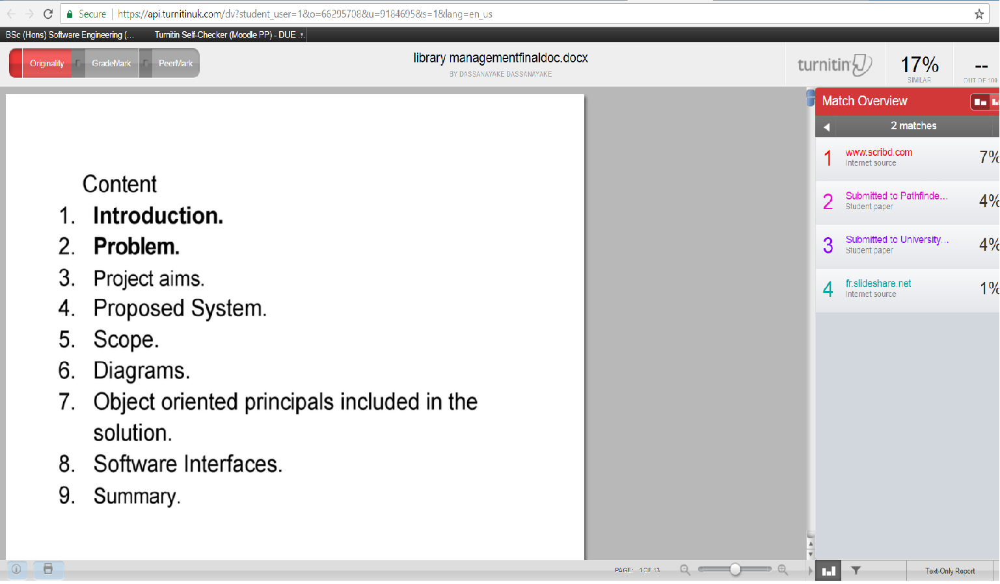 Secure https://api.turnitinuk.com/dv?student_user=1&o=66295708&u=9184695&s=1&lang=en_us
BSc (Hons) Software Engineering (... Turnitin Self-Checker (Moodle PP) - DUE ...
Originality GradeMark PeerMark
library managementfinaldoc.docx
BY DASSANAYAKE DASSANAYAKE
turnitin
17%
SIMILAR
--
OUT OF 100
Content
1. Introduction.
2. Problem.
3. Project aims.
4. Proposed System.
5. Scope.
6. Diagrams.
7. Object oriented principals included in the
solution.
8. Software Interfaces.
9. Summary.
Match Overview
2 matches
1 www.scribd.com 7%
Internet source
2 Submitted to Pathfinde... 4%
Student paper
3 Submitted to University... 4%
Student paper
4 fr.slideshare.net 1%
Internet source
PAGE: 1 OF 13
Text-Only Report